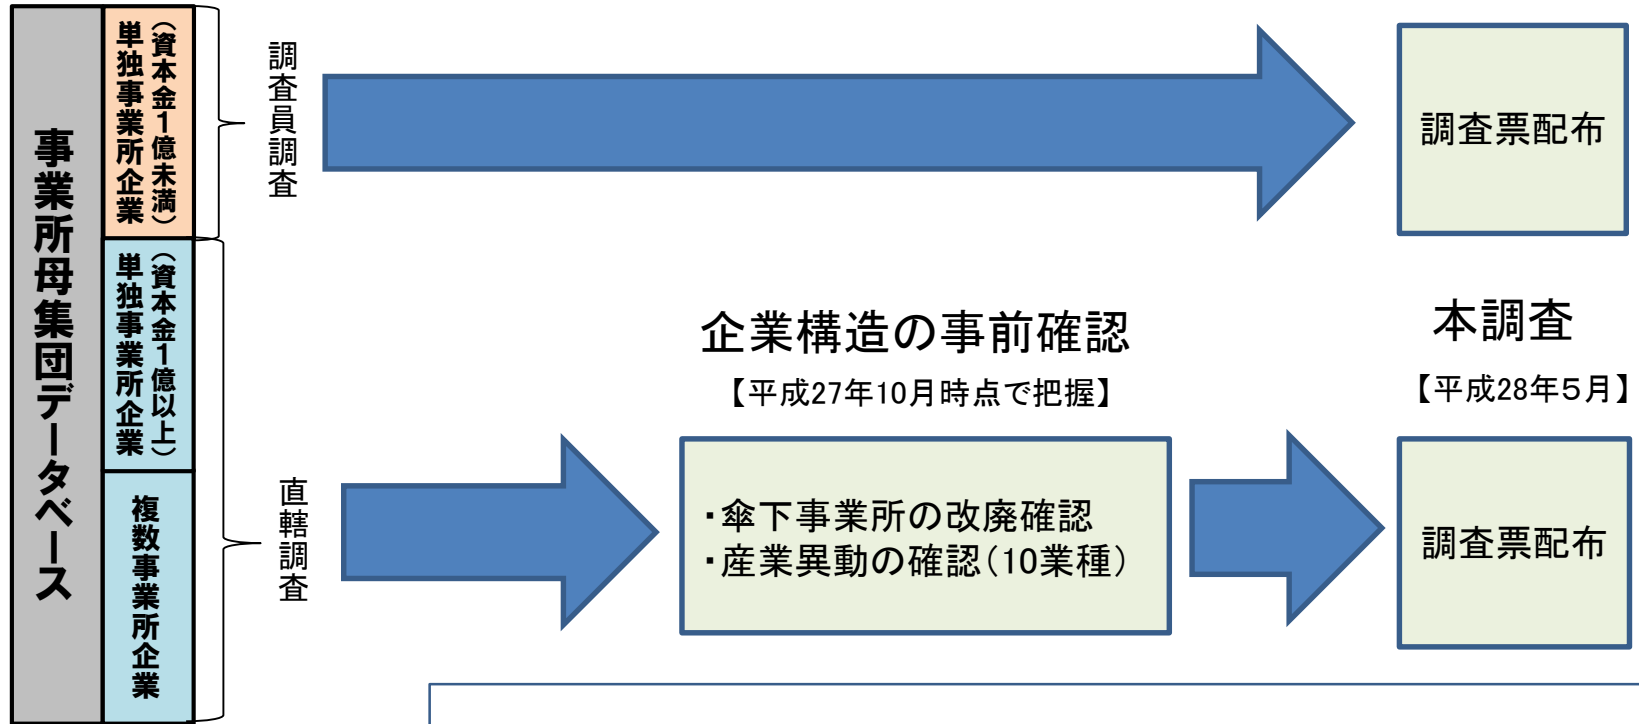 事業所母集団データベース
単独事業所企業
（資本金１億未満）
単独事業所企業
（資本金１億以上）
複数事業所企業
調査員調査
直轄調査
調査票配布
企業構造の事前確認
【平成27年10月時点で把握】
本調査
【平成28年５月】
・傘下事業所の改廃確認
・産業異動の確認（10業種）
調査票配布